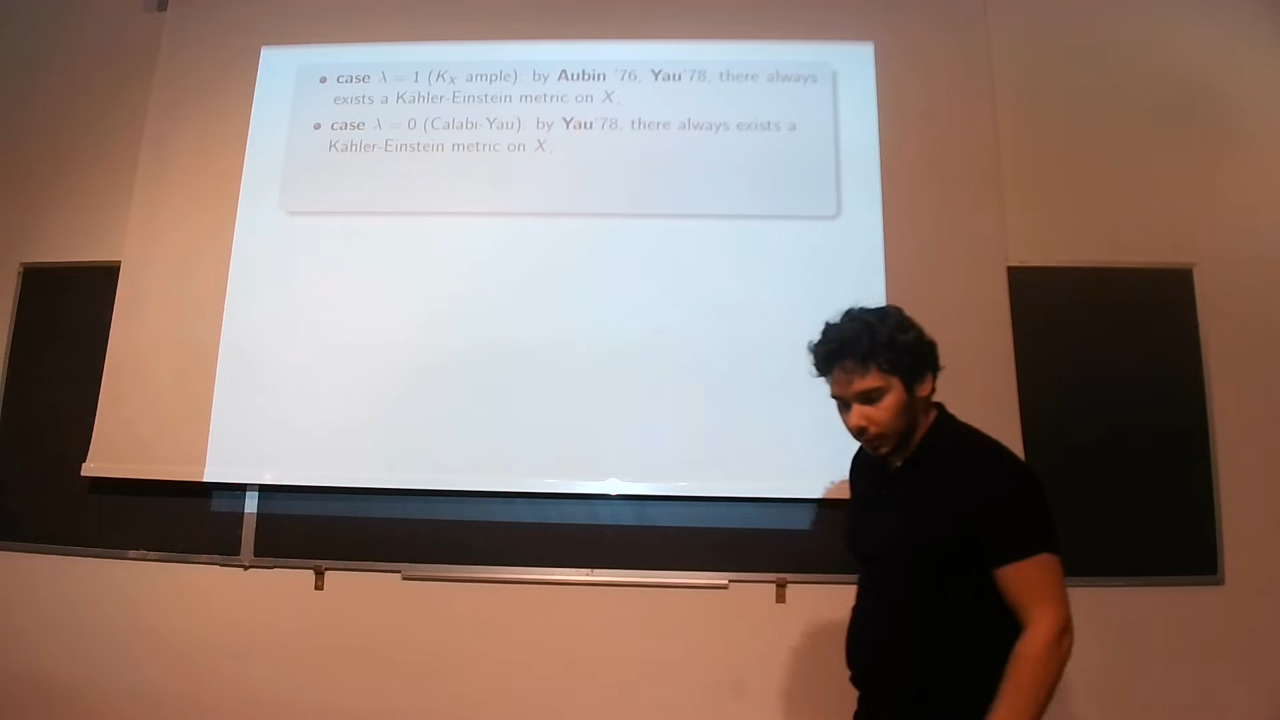 • case λ = 1 (K_X ample): by Aubin '76, Yau'78, there always
exists a Kähler-Einstein metric on X;
• case λ = 0 (Calabi-Yau): by Yau'78, there always exists a
Kähler-Einstein metric on X;